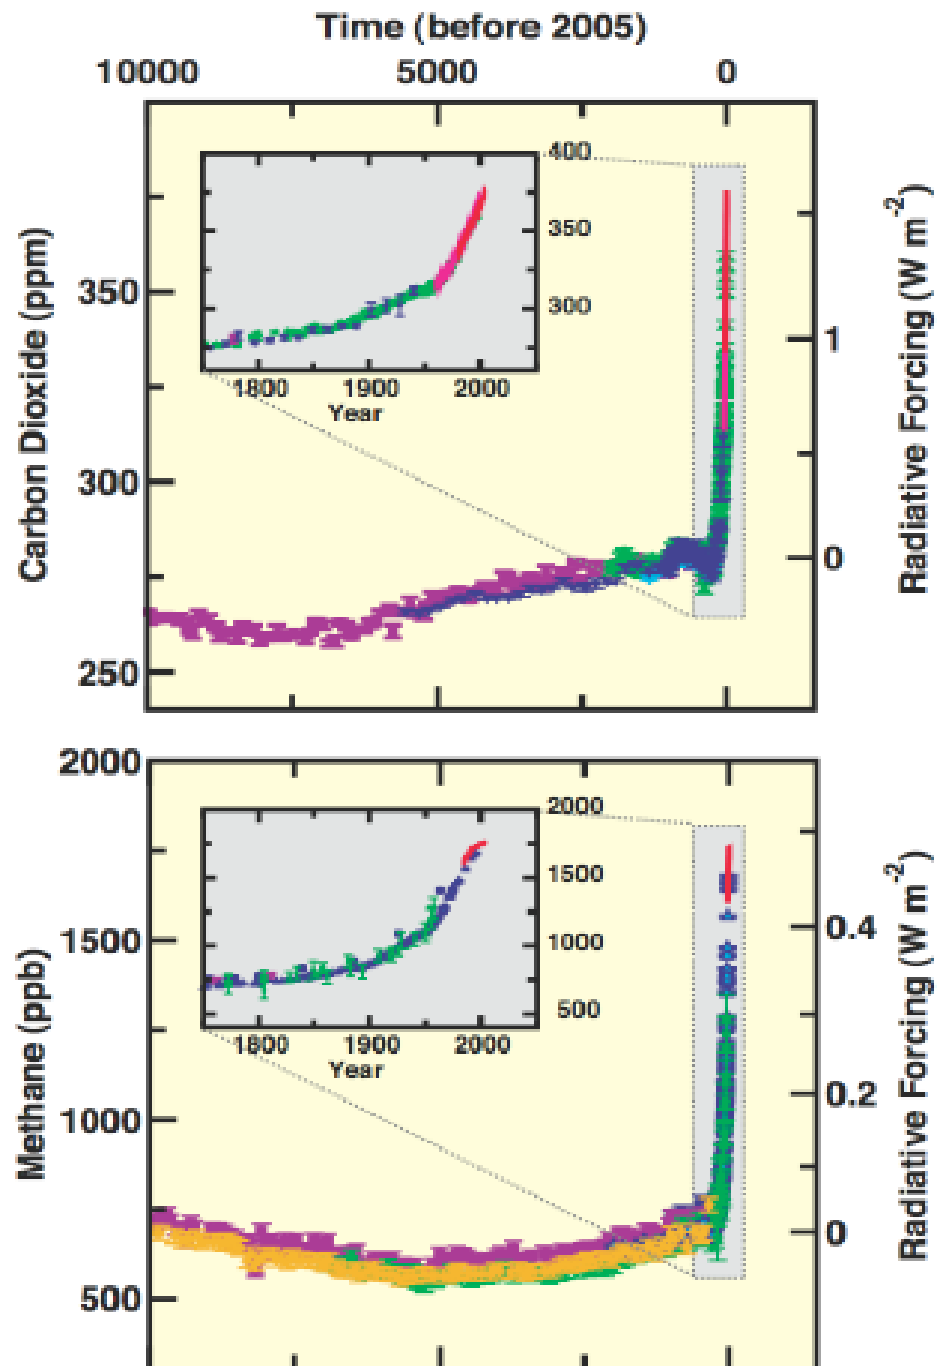 Time (before 2005)
10000 5000 0
400
350
300
1800 1900 2000
Year
Carbon Dioxide (ppm)
350
300
250
1
0
Radiative Forcing (W m-2)
2000
1500
1000
500
2000
1500
1000
500
1800 1900 2000
Year
Methane (ppb)
0.4
0.2
0
Radiative Forcing (W m-2)